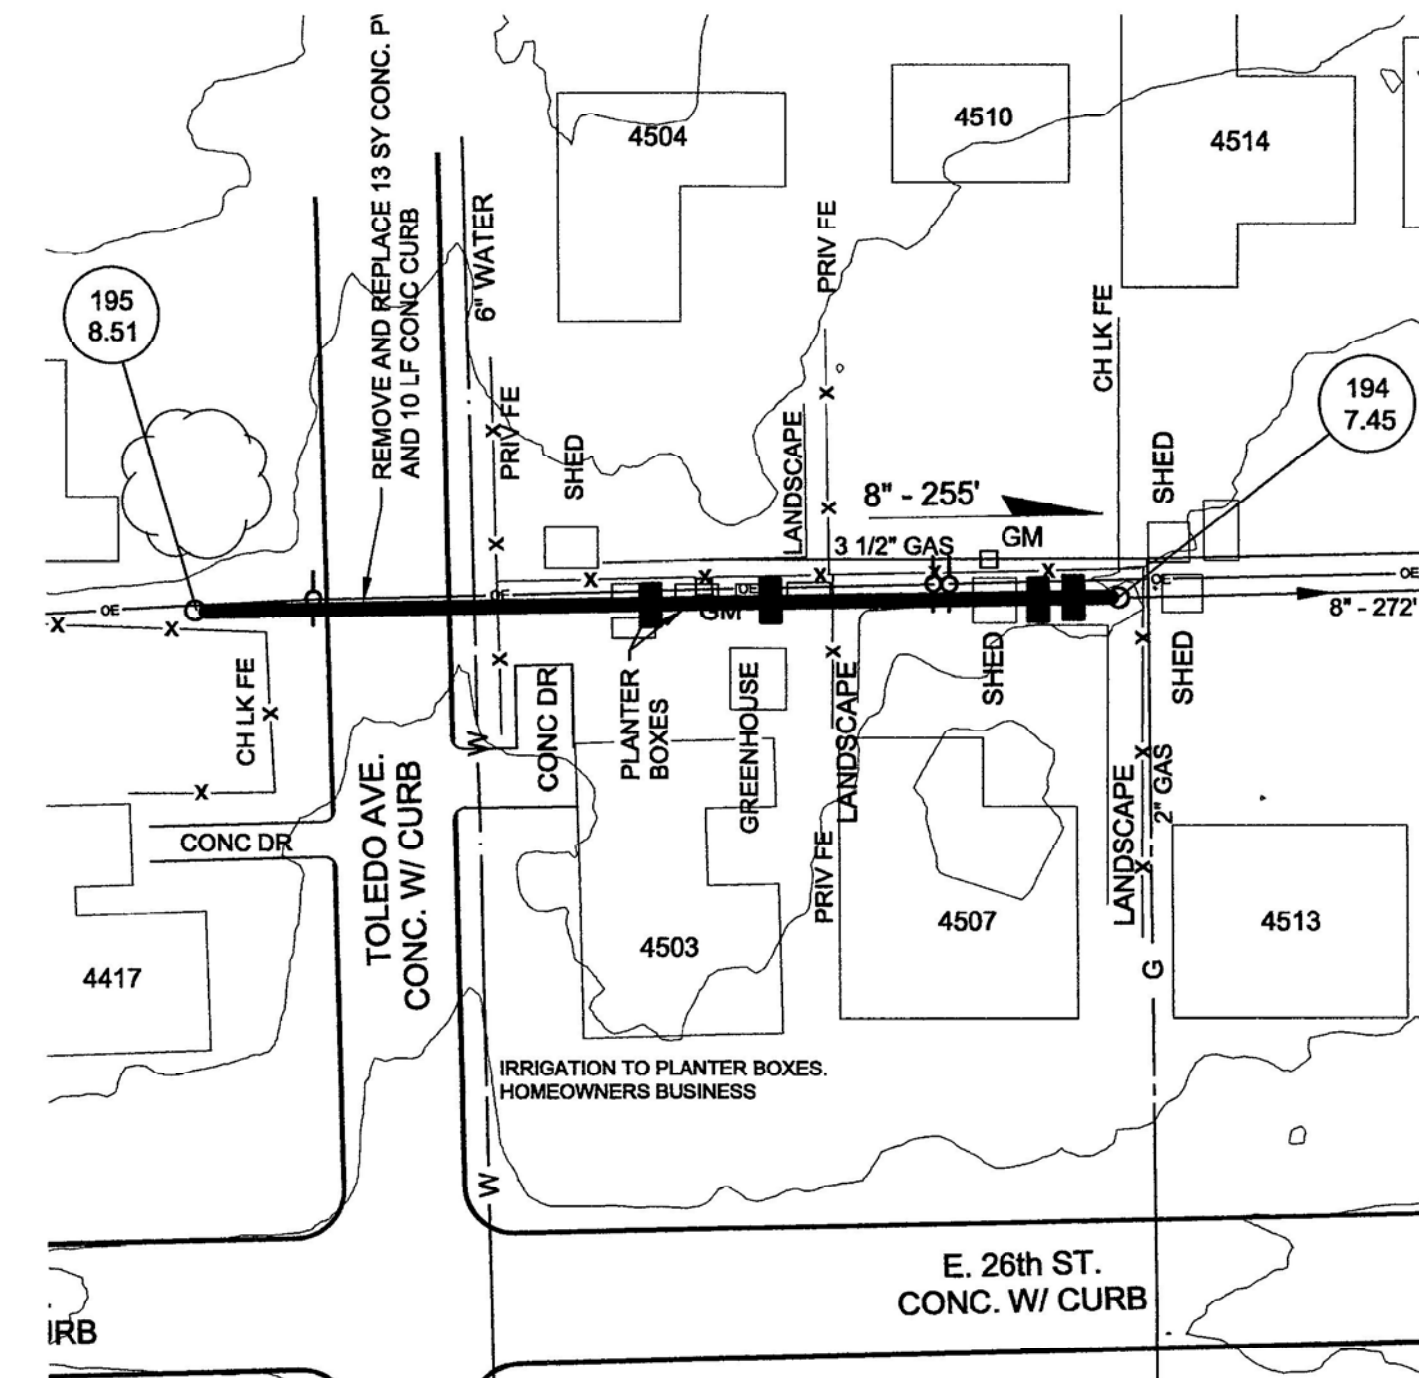 REMOVE AND REPLACE 13 SY CONC.
AND 10 LF CONC CURB
6" WATER
4504
4510
4514
PRIV FE
CH LK FE
195
8.51
194
7.45
PRIV FE
SHED
LANDSCAPE
8" - 255'
SHED
3 1/2" GAS
GM
X
X
X
X
X
X
X
X
X
OE
OE
OE
OE
OE
GM
8" - 272'
X
X
X
X
X
CH LK FE
X
X
CONC DR
TOLEDO AVE.
CONC. W/ CURB
W
CONC DR
PLANTER
BOXES
GREENHOUSE
LANDSCAPE
PRIV FE
SHED
SHED
LANDSCAPE
X
X
2" GAS
4417
4503
4507
4513
G
IRRIGATION TO PLANTER BOXES.
HOMEOWNERS BUSINESS
W
E. 26th ST.
CONC. W/ CURB